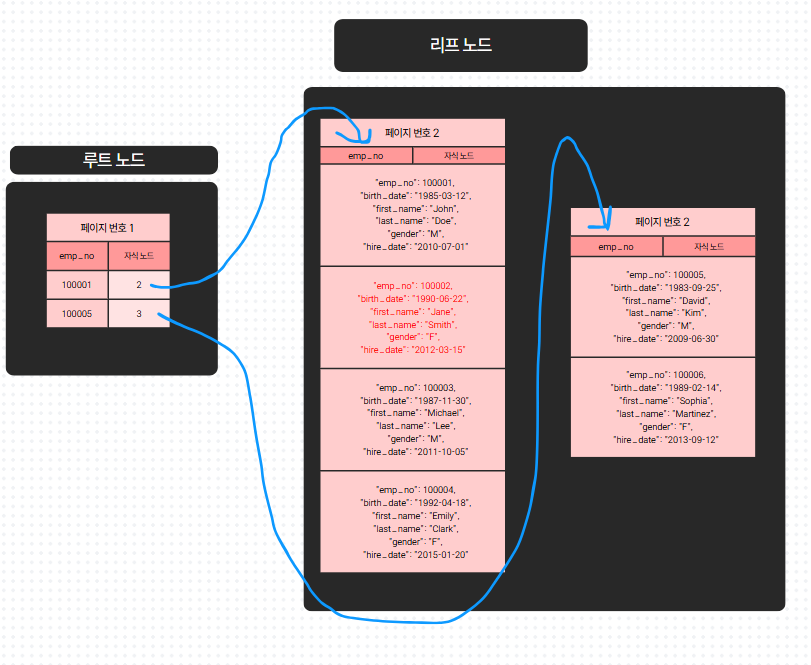 리프 노드
루트 노드
페이지 번호 1
emp_no 자식 노드
100001 2
100005 3
페이지 번호 2
emp_no 자식 노드
"emp_no": 100001,
"birth_date": "1985-03-12",
"first_name": "John",
"last_name": "Doe",
"gender": "M",
"hire_date": "2010-07-01"
"emp_no": 100002,
"birth_date": "1990-06-22",
"first_name": "Jane",
"last_name": "Smith",
"gender": "F",
"hire_date": "2012-03-15"
"emp_no": 100003,
"birth_date": "1987-11-30",
"first_name": "Michael",
"last_name": "Lee",
"gender": "M",
"hire_date": "2011-10-05"
"emp_no": 100004,
"birth_date": "1992-04-18",
"first_name": "Emily",
"last_name": "Clark",
"gender": "F",
"hire_date": "2015-01-20"
페이지 번호 2
emp_no 자식 노드
"emp_no": 100005,
"birth_date": "1983-09-25",
"first_name": "David",
"last_name": "Kim",
"gender": "M",
"hire_date": "2009-06-30"
"emp_no": 100006,
"birth_date": "1989-02-14",
"first_name": "Sophia",
"last_name": "Martinez",
"gender": "F",
"hire_date": "2013-09-12"